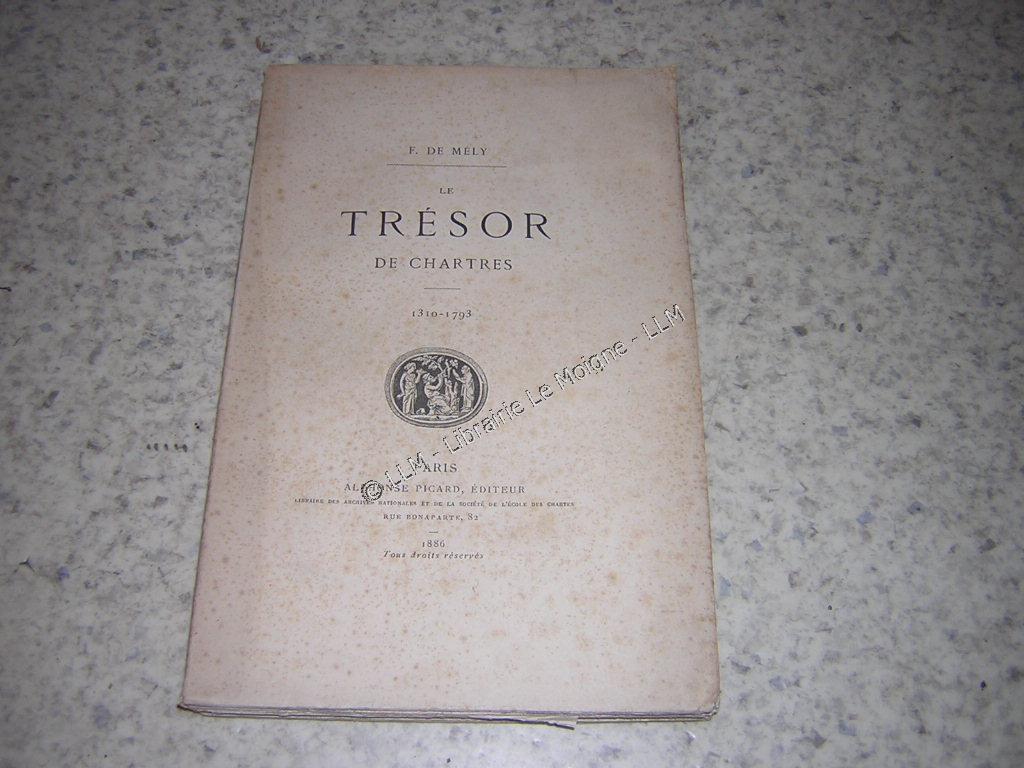 F. DE MÉLY
LE
TRÉSOR
DE CHARTRES
1310-1793
PARIS
ALPHONSE PICARD, ÉDITEUR
LIBRAIRE DES ARCHIVES NATIONALES ET DE LA SOCIÉTÉ DE L'ÉCOLE DES CHARTES
RUE BONAPARTE, 82
1886
Tous droits réservés
© LLM - Librairie Le Moigne - LLM